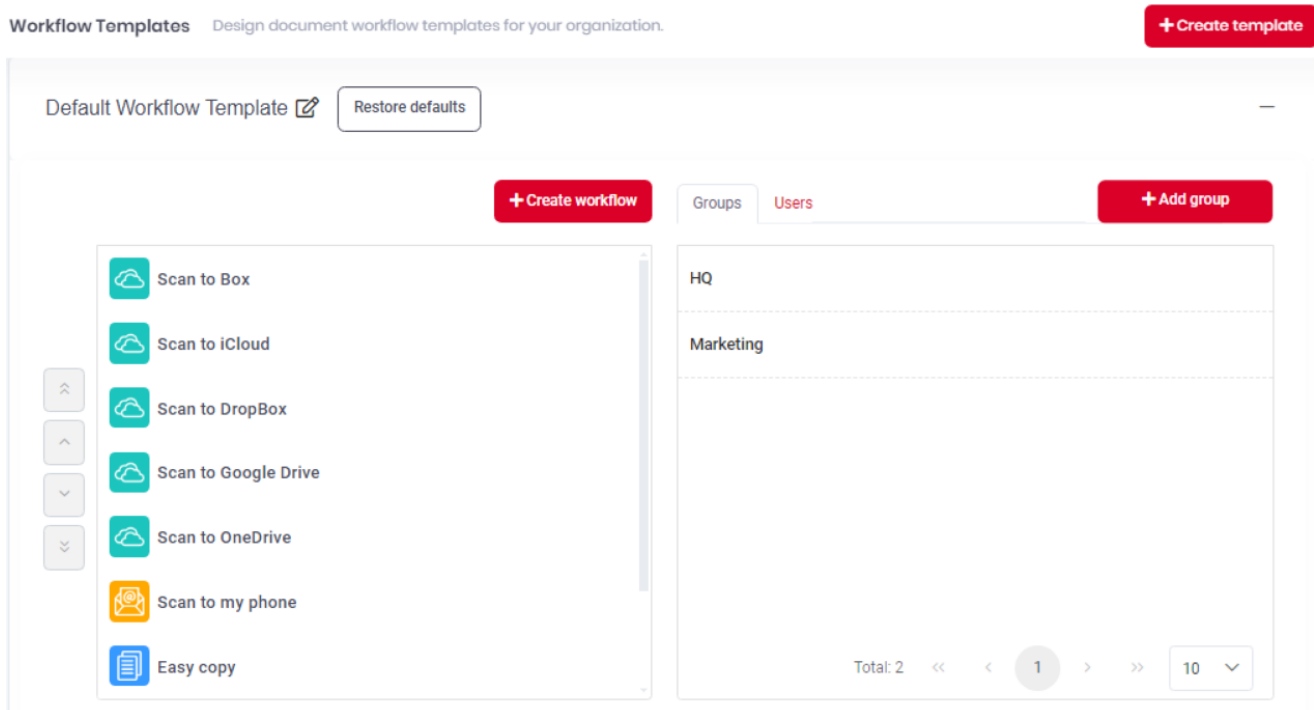 Workflow Templates Design document workflow templates for your organization.
+ Create template
Default Workflow Template
Restore defaults
+ Create workflow
Scan to Box
Scan to iCloud
Scan to DropBox
Scan to Google Drive
Scan to OneDrive
Scan to my phone
Easy copy
Groups Users
+ Add group
HQ
Marketing
Total: 2 << < 1 > >> 10